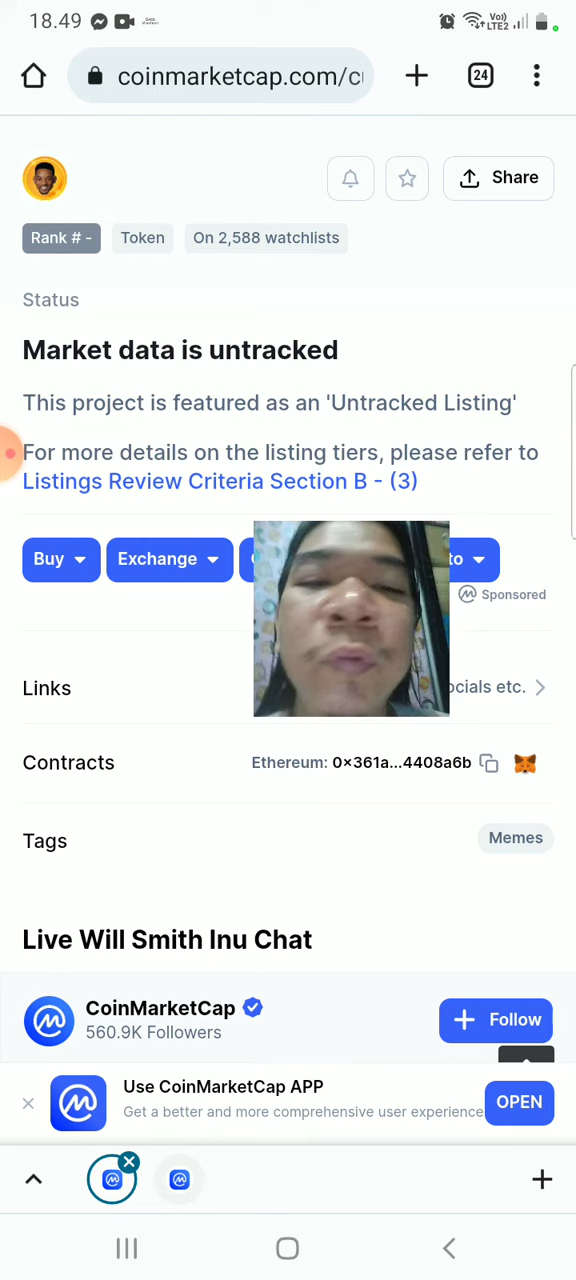 18.49
Vo))
LTE2
coinmarketcap.com/c
24
Share
Rank # -
Token
On 2,588 watchlists
Status
Market data is untracked
This project is featured as an 'Untracked Listing'
For more details on the listing tiers, please refer to
Listings Review Criteria Section B - (3)
Buy
Exchange
to
Sponsored
Links
ocials etc.
Contracts
Ethereum: 0x361a...4408a6b
Tags
Memes
Live Will Smith Inu Chat
CoinMarketCap
560.9K Followers
Follow
Use CoinMarketCap APP
Get a better and more comprehensive user experience
OPEN